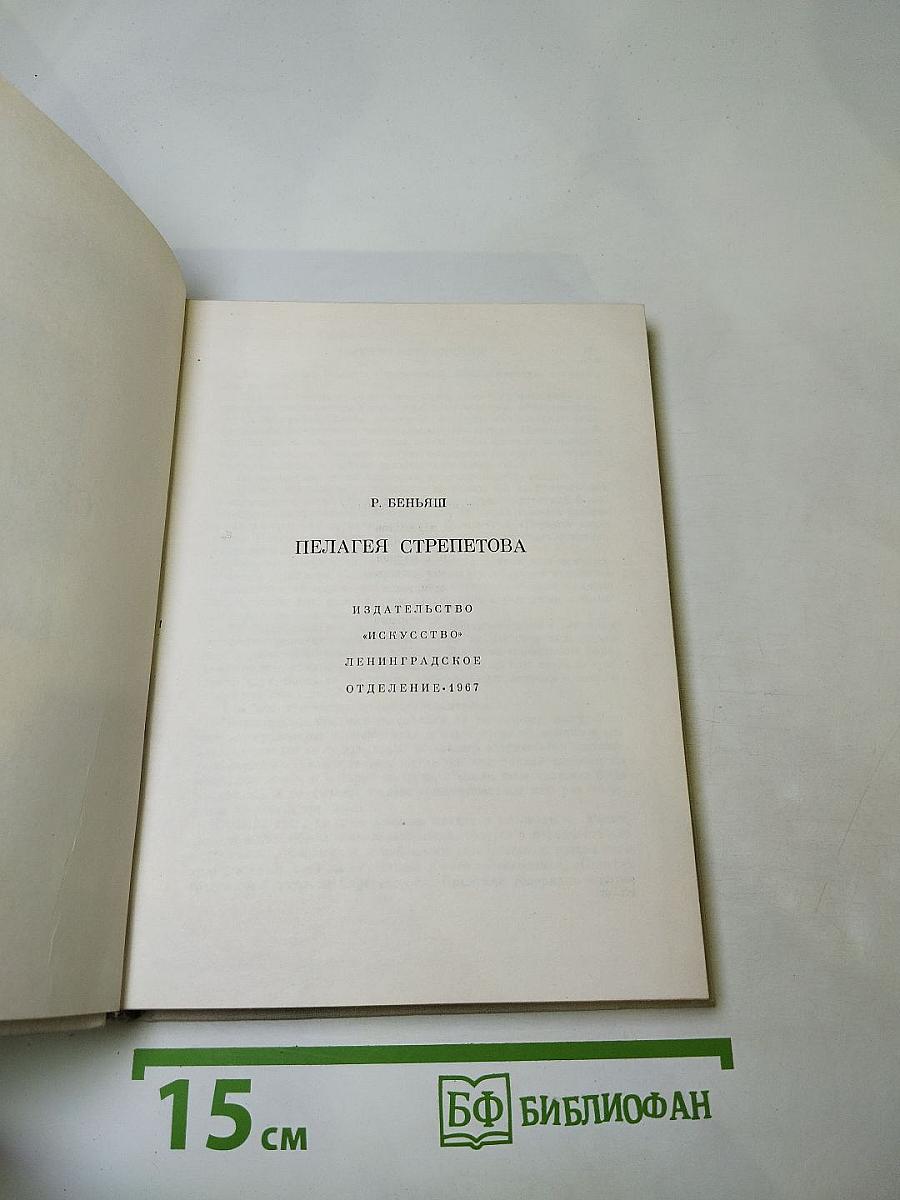 Р. БЕНЬЯШ
ПЕЛАГЕЯ СТРЕПЕТОВА
ИЗДАТЕЛЬСТВО
«ИСКУССТВО»
ЛЕНИНГРАДСКОЕ
ОТДЕЛЕНИЕ•1967
15 см
БФ БИБЛИОФАН